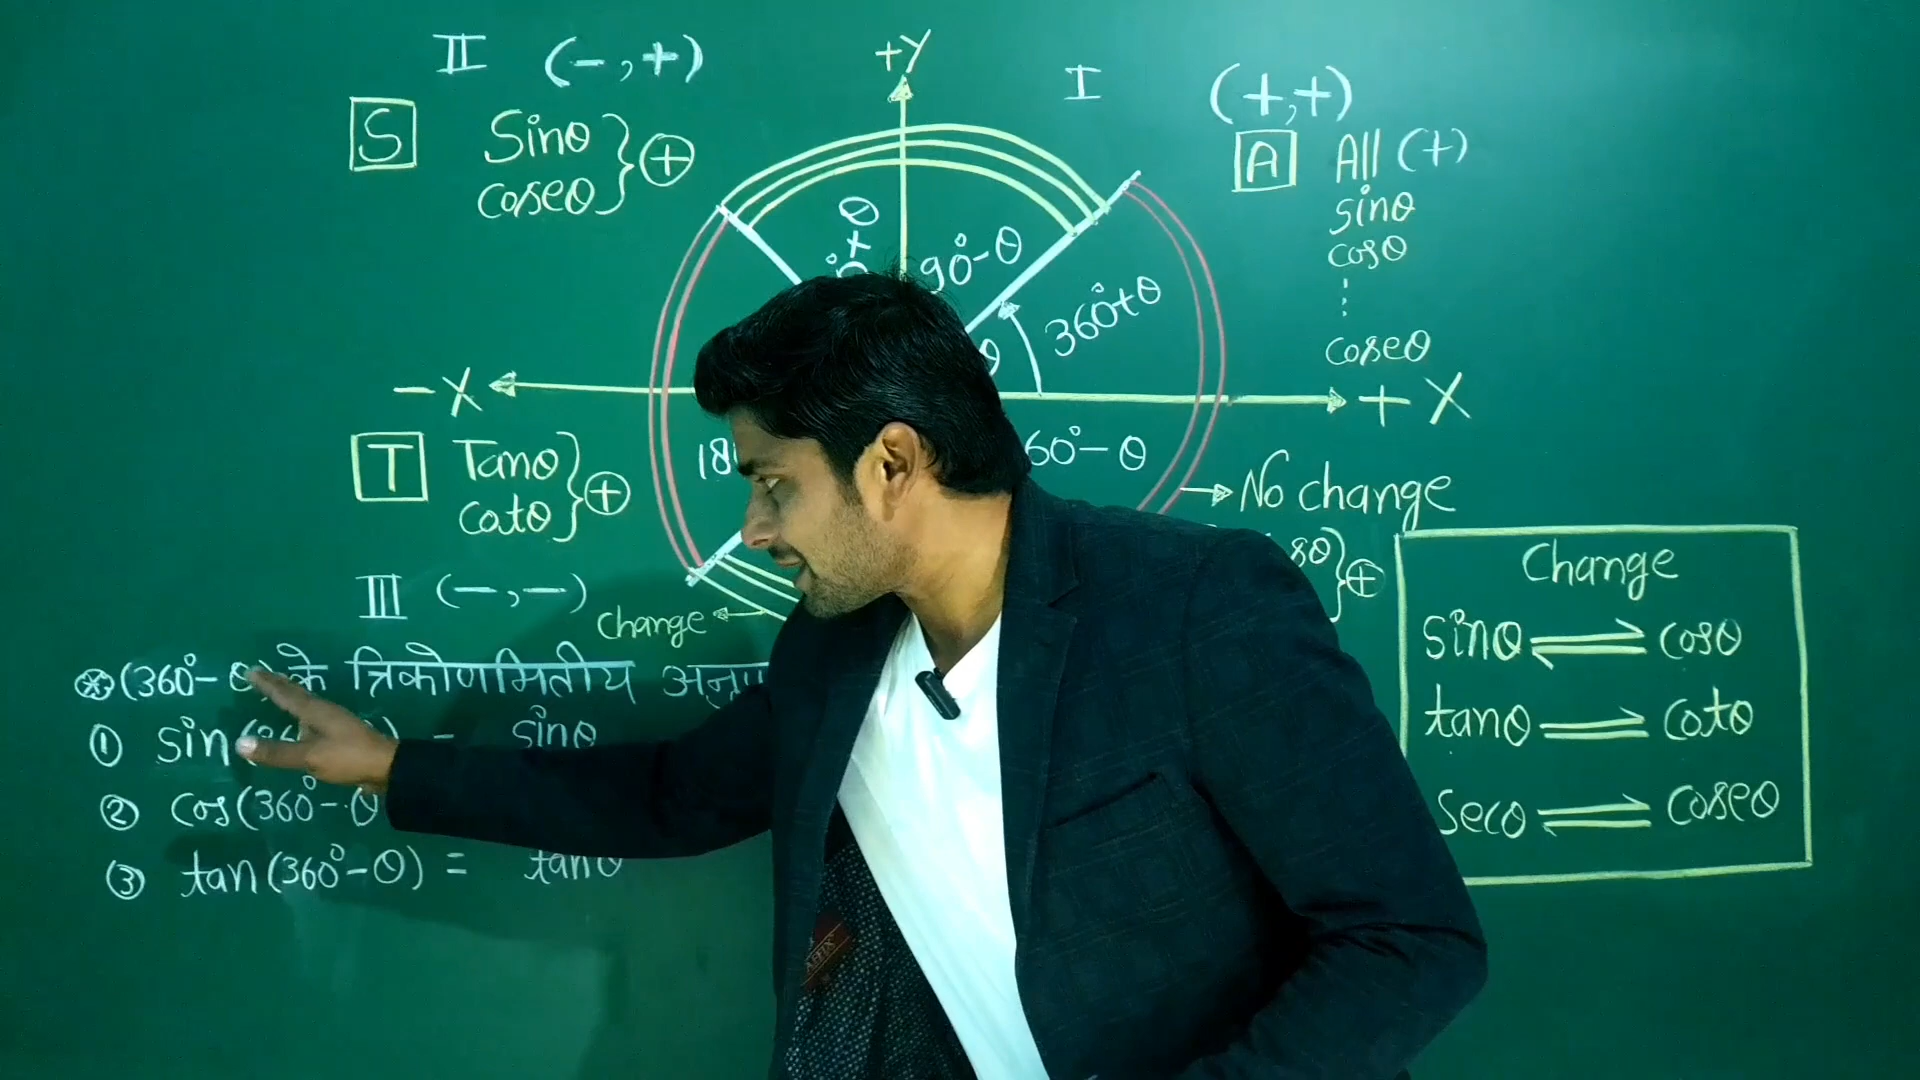 II (-,+)
S Sinθ
cosecθ } +
+Y
I (+,+)
A All (+)
sinθ
cosθ
⋮
cosecθ
θ
90°-θ
360°+θ
θ
-X
+X
T Tanθ
cotθ } +
60°-θ
→ No change
} +
III (-,-)
change ←
Change
sinθ ⇌ cosθ
tanθ ⇌ cotθ
secθ ⇌ cosecθ
(360°-θ) के त्रिकोणमितीय
① sin - sinθ
② cos(360°-θ
③ tan(360°-θ) = tanθ